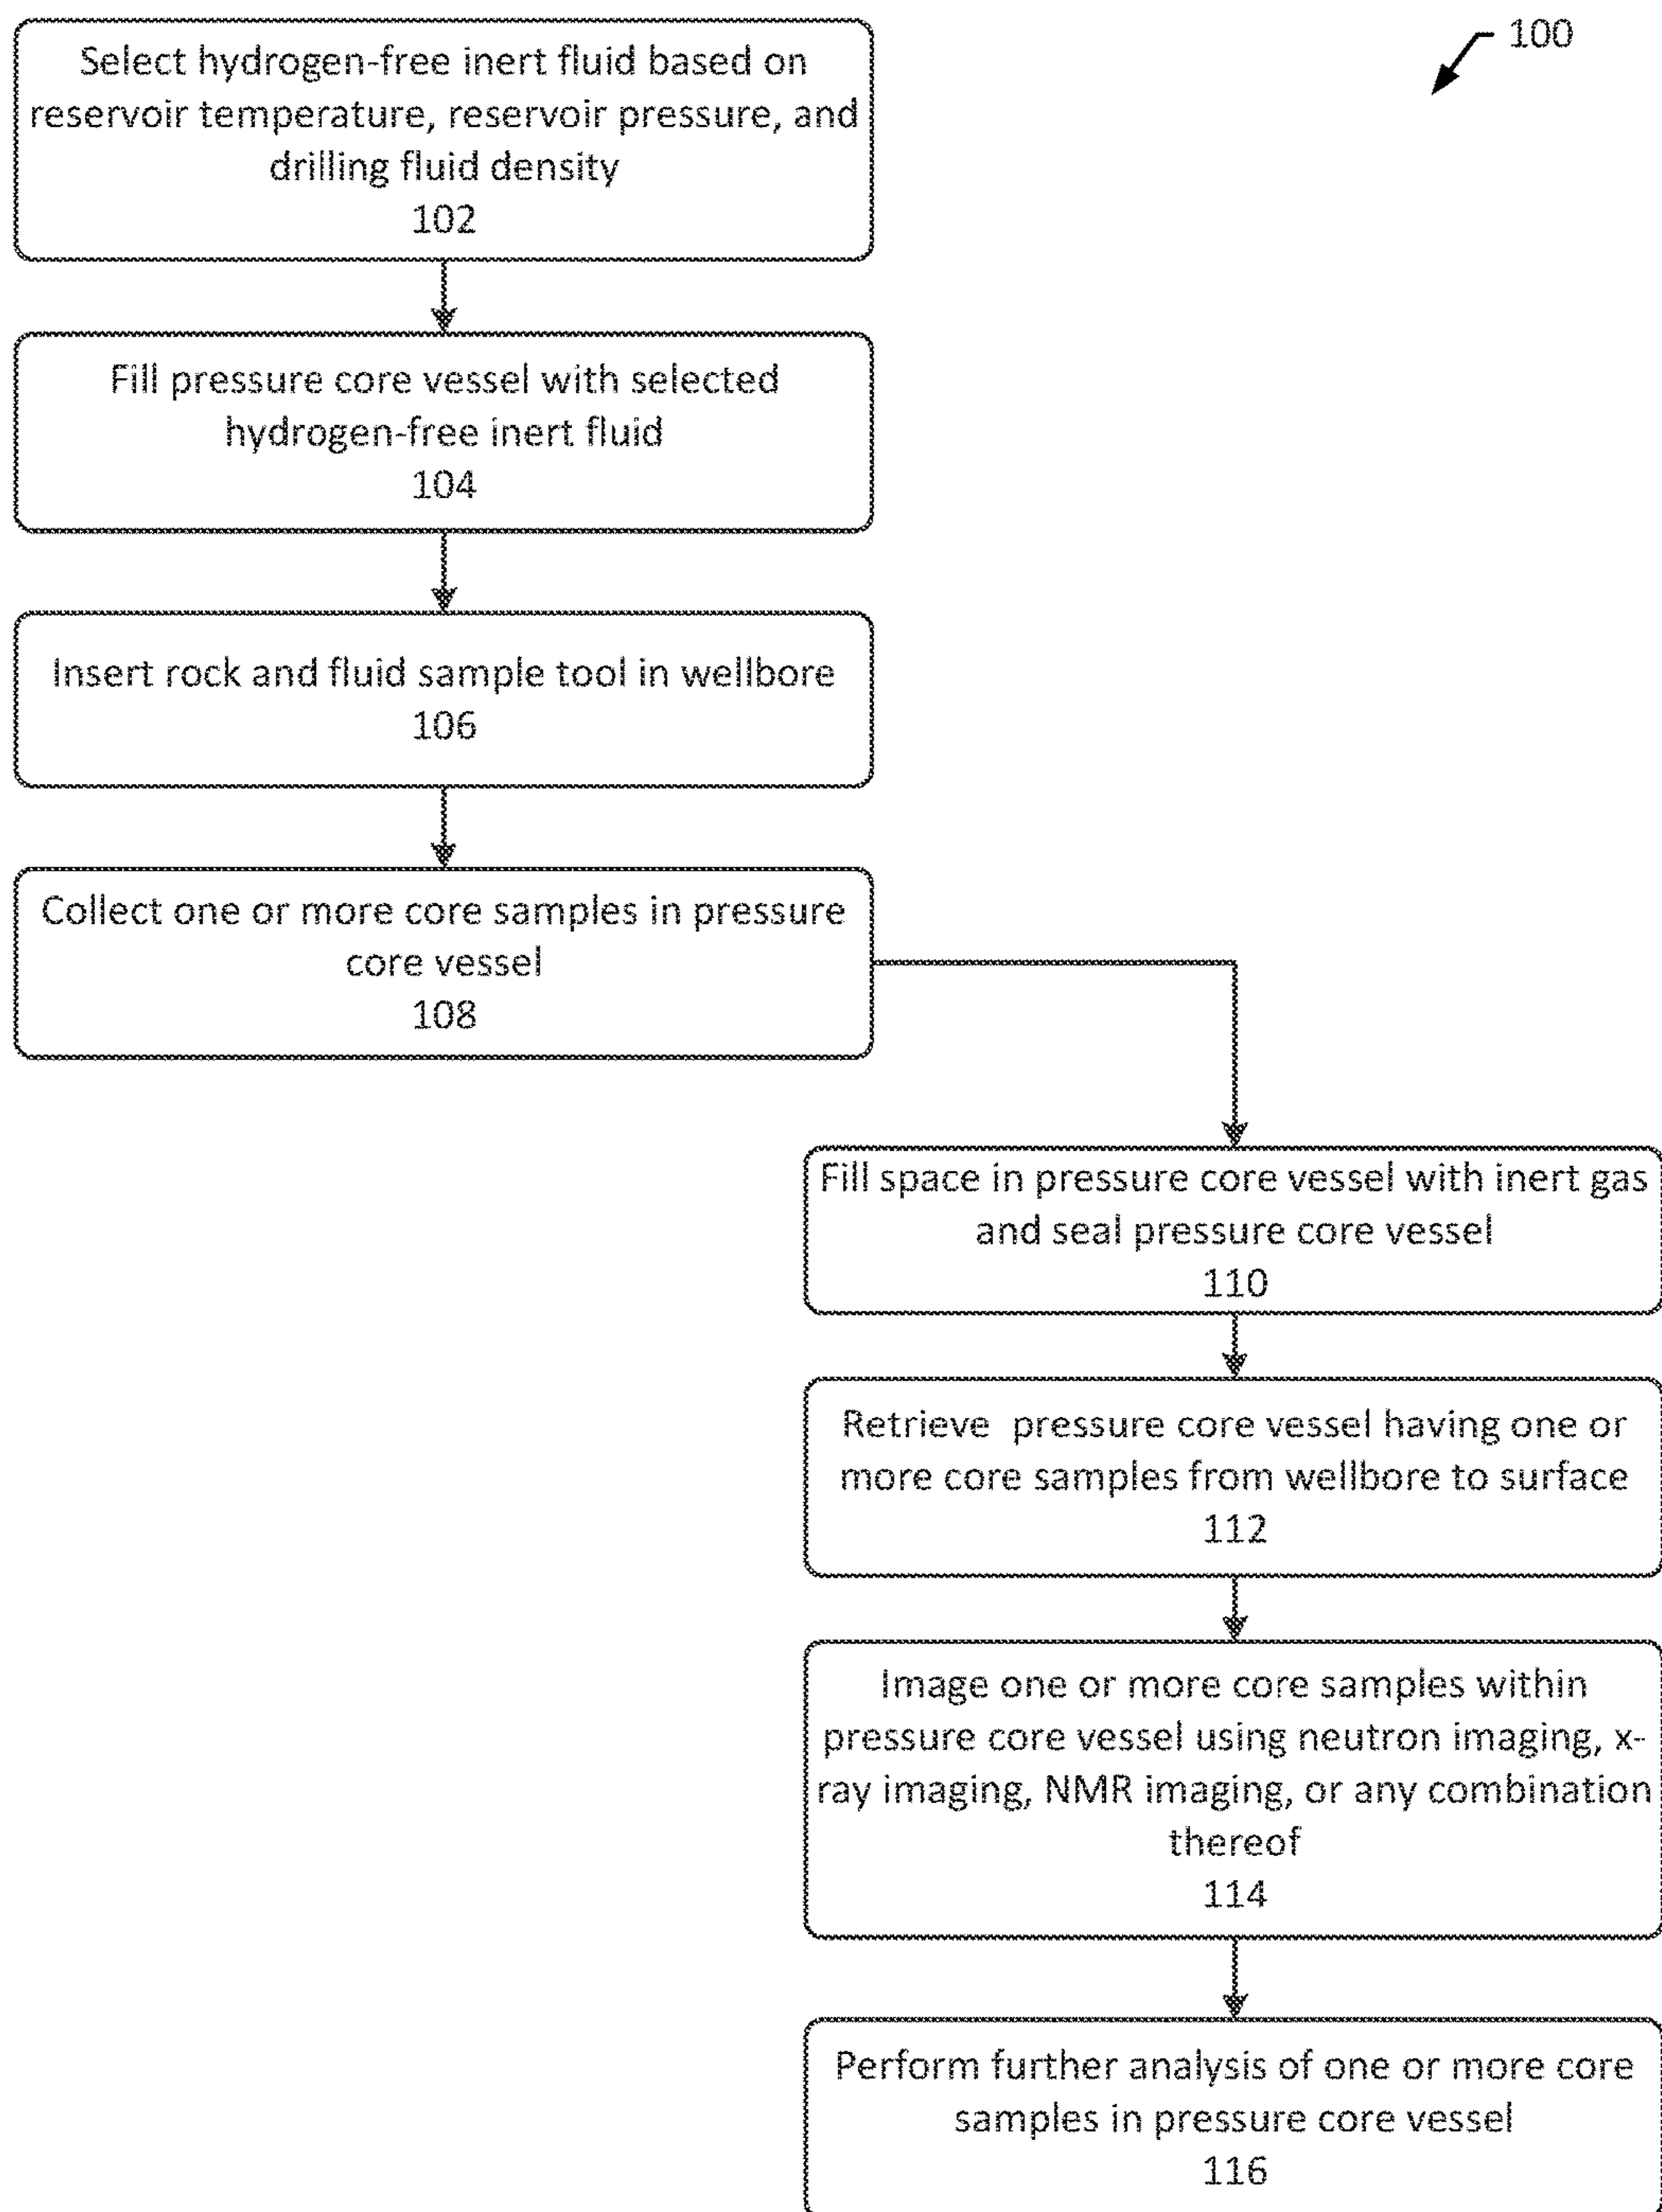 100
Select hydrogen-free inert fluid based on
reservoir temperature, reservoir pressure, and
drilling fluid density
102
Fill pressure core vessel with selected
hydrogen-free inert fluid
104
Insert rock and fluid sample tool in wellbore
106
Collect one or more core samples in pressure
core vessel
108
Fill space in pressure core vessel with inert gas
and seal pressure core vessel
110
Retrieve pressure core vessel having one or
more core samples from wellbore to surface
112
Image one or more core samples within
pressure core vessel using neutron imaging, x-
ray imaging, NMR imaging, or any combination
thereof
114
Perform further analysis of one or more core
samples in pressure core vessel
116